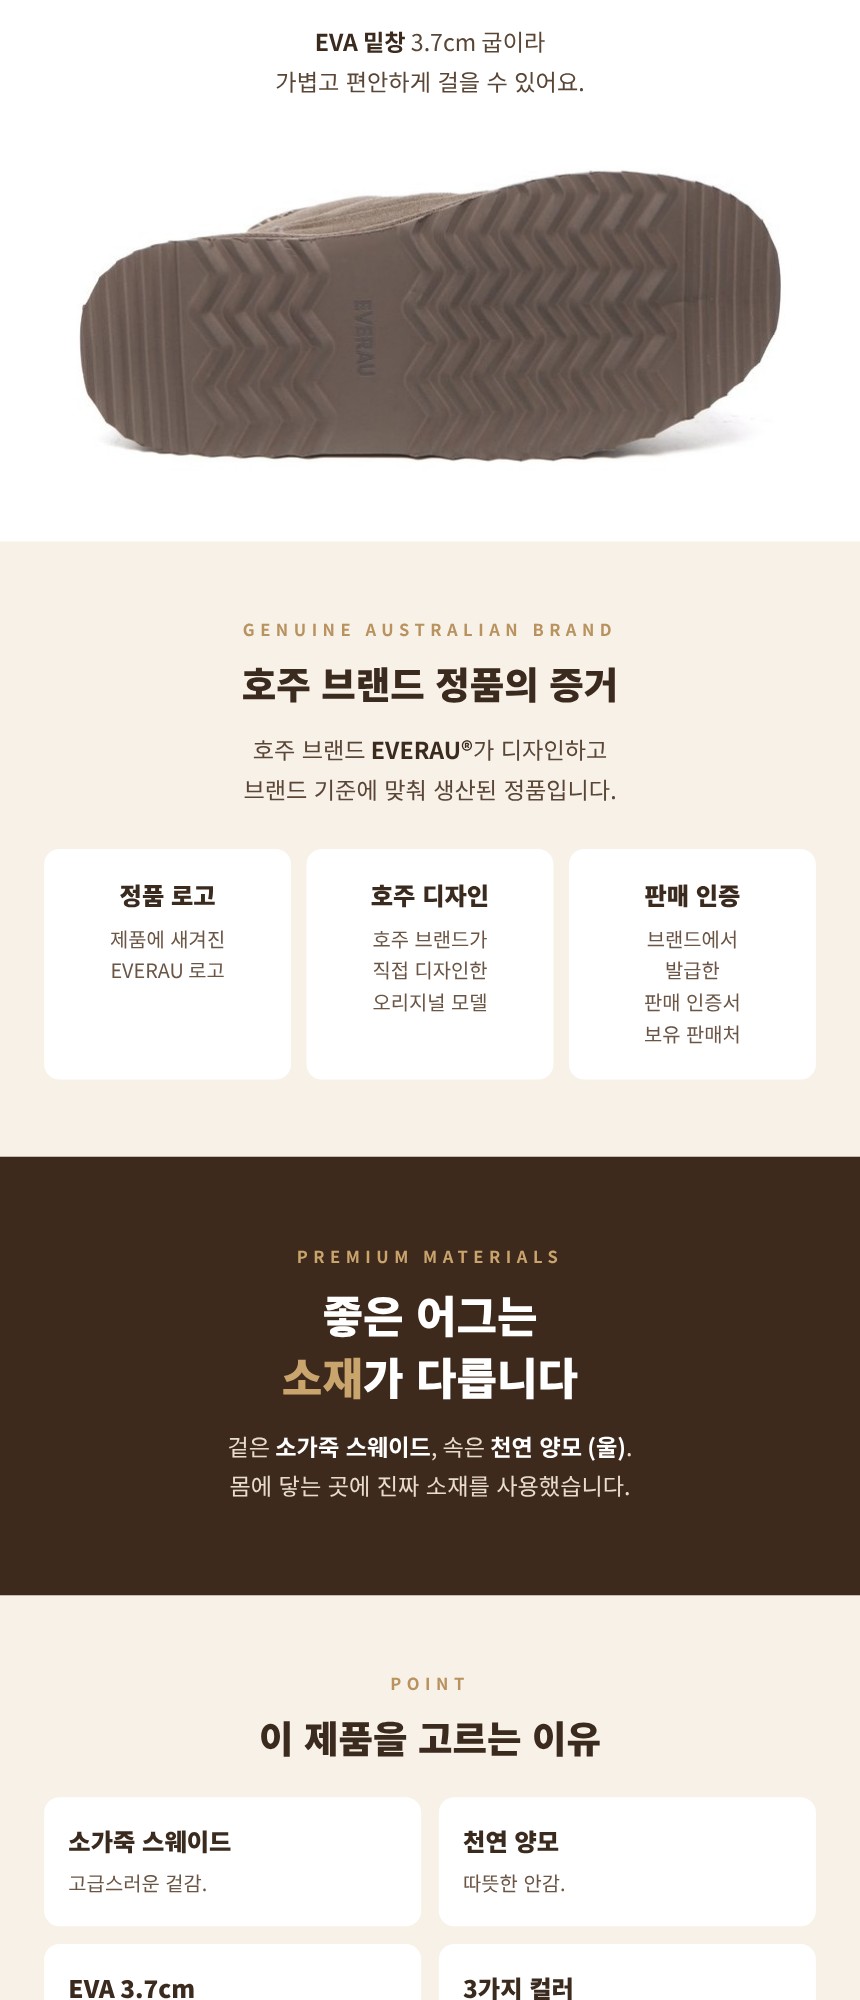 EVA 밑창 3.7cm 굽이라
가볍고 편안하게 걸을 수 있어요.
EVERAU
GENUINE AUSTRALIAN BRAND
호주 브랜드 정품의 증거
호주 브랜드 EVERAU®가 디자인하고
브랜드 기준에 맞춰 생산된 정품입니다.
정품 로고
제품에 새겨진
EVERAU 로고
호주 디자인
호주 브랜드가
직접 디자인한
오리지널 모델
판매 인증
브랜드에서
발급한
판매 인증서
보유 판매처
PREMIUM MATERIALS
좋은 어그는
소재가 다릅니다
겉은 소가죽 스웨이드, 속은 천연 양모 (울).
몸에 닿는 곳에 진짜 소재를 사용했습니다.
POINT
이 제품을 고르는 이유
소가죽 스웨이드
고급스러운 겉감.
천연 양모
따뜻한 안감.
EVA 3.7cm
3가지 컬러